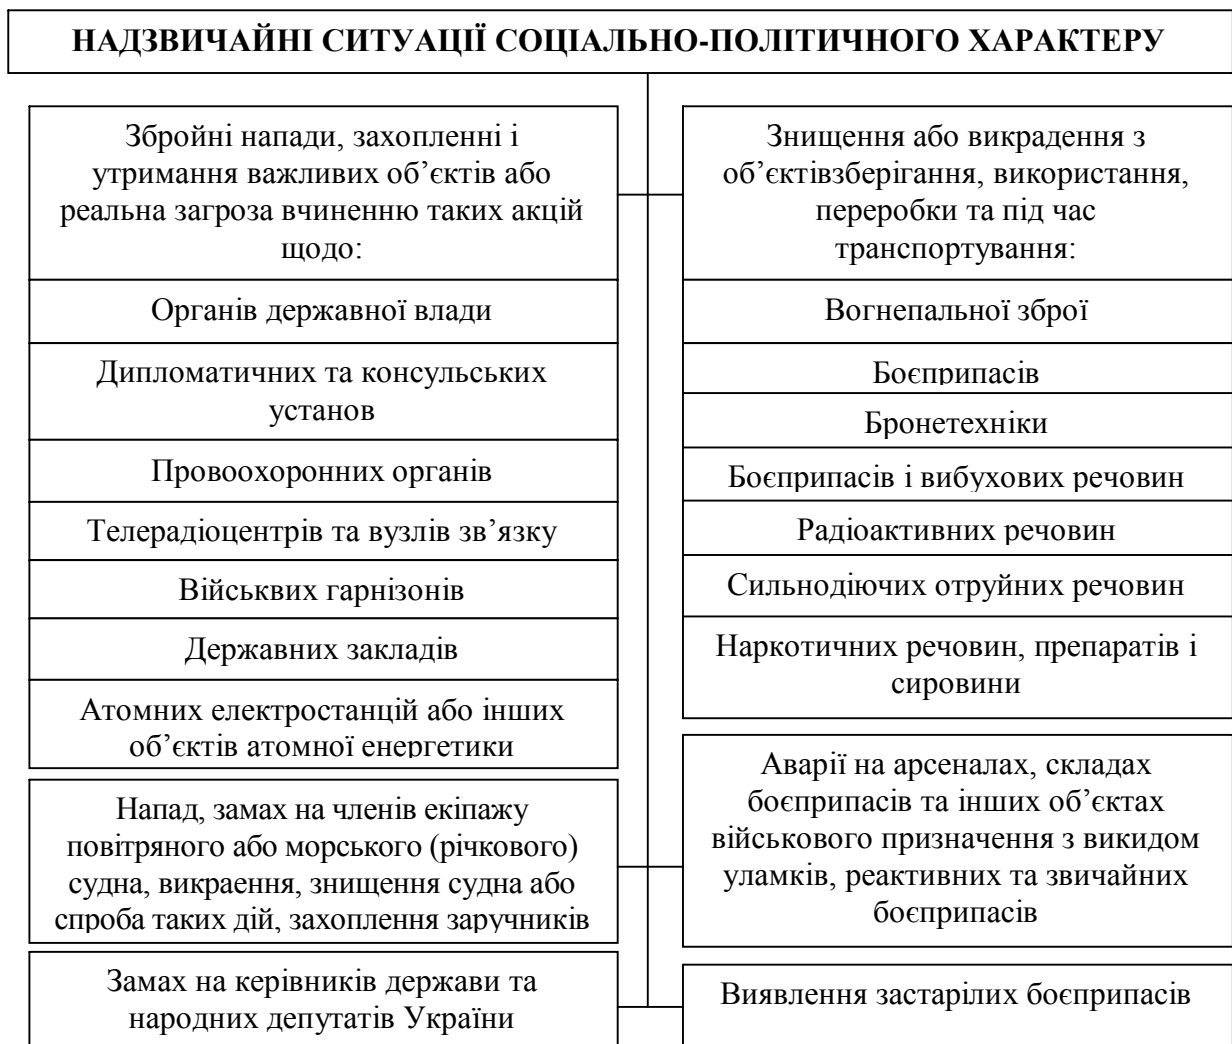 НАДЗВИЧАЙНІ СИТУАЦІЇ СОЦІАЛЬНО-ПОЛІТИЧНОГО ХАРАКТЕРУ
Збройні напади, захопленні і
утримання важливих об’єктів або
реальна загроза вчиненню таких акцій
щодо:
Органів державної влади
Дипломатичних та консульських
установ
Провоохоронних органів
Телерадіоцентрів та вузлів зв’язку
Військвих гарнізонів
Державних закладів
Атомних електростанцій або інших
об’єктів атомної енергетики
Напад, замах на членів екіпажу
повітряного або морського (річкового)
судна, викраення, знищення судна або
спроба таких дій, захоплення заручників
Замах на керівників держави та
народних депутатів України
Знищення або викрадення з
об’єктівзберігання, використання,
переробки та під час
транспортування:
Вогнепальної зброї
Боєприпасів
Бронетехніки
Боєприпасів і вибухових речовин
Радіоактивних речовин
Сильнодіючих отруйних речовин
Наркотичних речовин, препаратів і
сировини
Аварії на арсеналах, складах
боєприпасів та інших об’єктах
військового призначення з викидом
уламків, реактивних та звичайних
боєприпасів
Виявлення застарілих боєприпасів